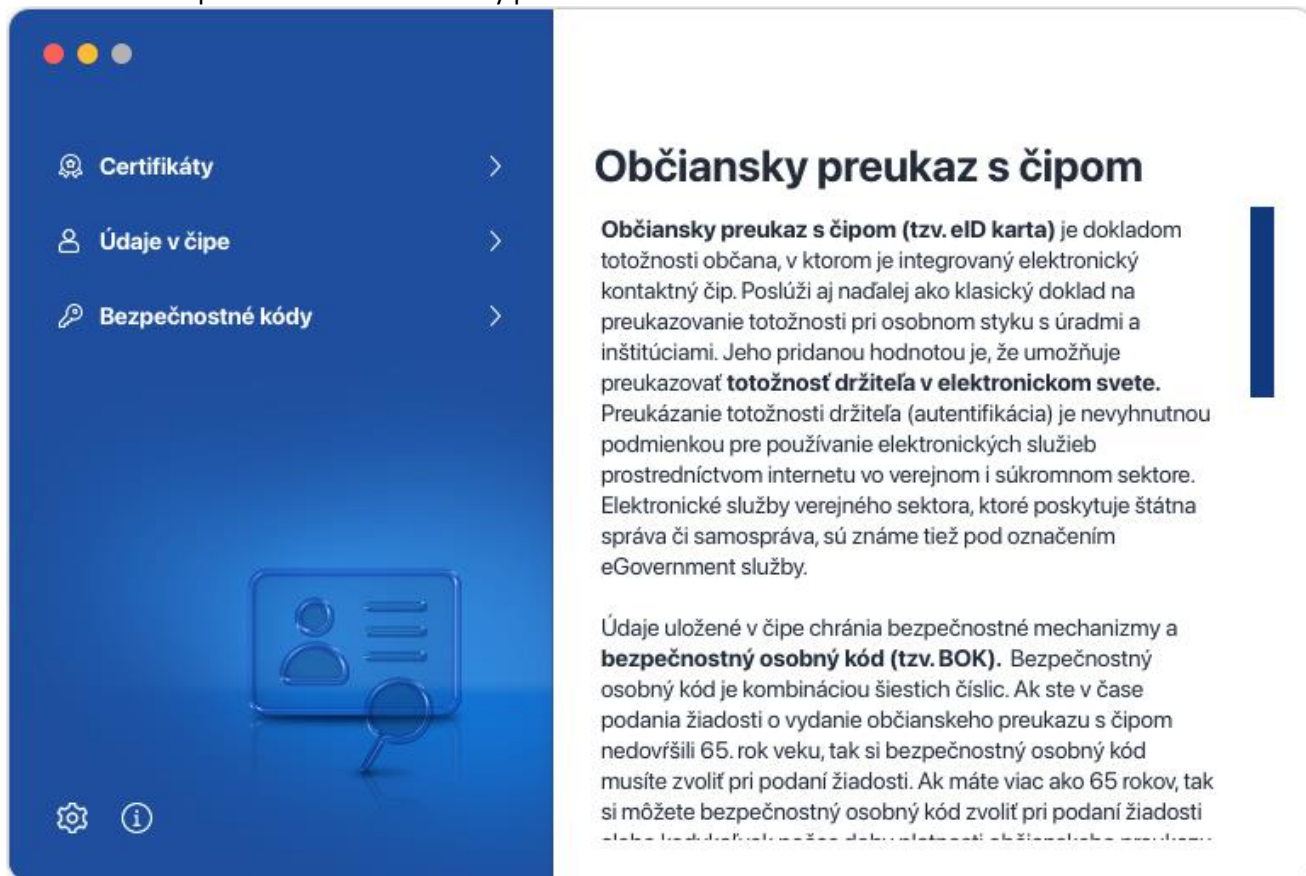 Certifikáty
Údaje v čipe
Bezpečnostné kódy
Občiansky preukaz s čipom
Občiansky preukaz s čipom (tzv. eID karta) je dokladom
totožnosti občana, v ktorom je integrovaný elektronický
kontaktný čip. Poslúži aj naďalej ako klasický doklad na
preukazovanie totožnosti pri osobnom styku s úradmi a
inštitúciami. Jeho pridanou hodnotou je, že umožňuje
preukazovať totožnosť držiteľa v elektronickom svete.
Preukázanie totožnosti držiteľa (autentifikácia) je nevyhnutnou
podmienkou pre používanie elektronických služieb
prostredníctvom internetu vo verejnom i súkromnom sektore.
Elektronické služby verejného sektora, ktoré poskytuje štátna
správa či samospráva, sú známe tiež pod označením
eGovernment služby.
Údaje uložené v čipe chránia bezpečnostné mechanizmy a
bezpečnostný osobný kód (tzv. BOK). Bezpečnostný
osobný kód je kombináciou šiestich číslic. Ak ste v čase
podania žiadosti o vydanie občianskeho preukazu s čipom
nedovŕšili 65. rok veku, tak si bezpečnostný osobný kód
musíte zvoliť pri podaní žiadosti. Ak máte viac ako 65 rokov, tak
si môžete bezpečnostný osobný kód zvoliť pri podaní žiadosti